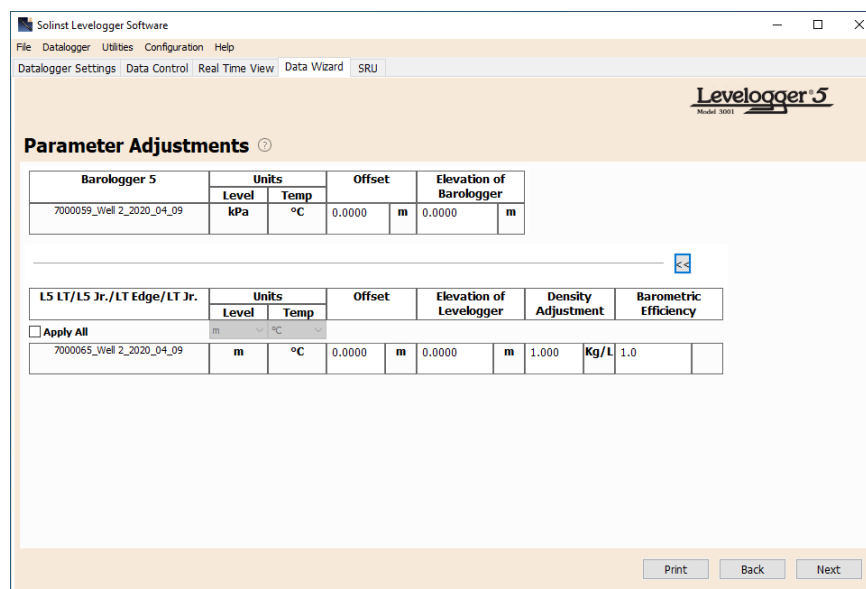 Solinst Levelogger Software
File Datalogger Utilities Configuration Help
Datalogger Settings Data Control Real Time View Data Wizard SRU
Levelogger® 5
Model 3001
Parameter Adjustments ?
Barologger 5 Units Offset Elevation of Barologger
Level Temp
7000059_Well 2_2020_04_09 kPa °C 0.0000 m 0.0000 m
<<
L5 LT/L5 Jr./LT Edge/LT Jr. Units Offset Elevation of Levelogger Density Adjustment Barometric Efficiency
Level Temp
Apply All m °C
7000065_Well 2_2020_04_09 m °C 0.0000 m 0.0000 m 1.000 Kg/L 1.0
Print Back Next